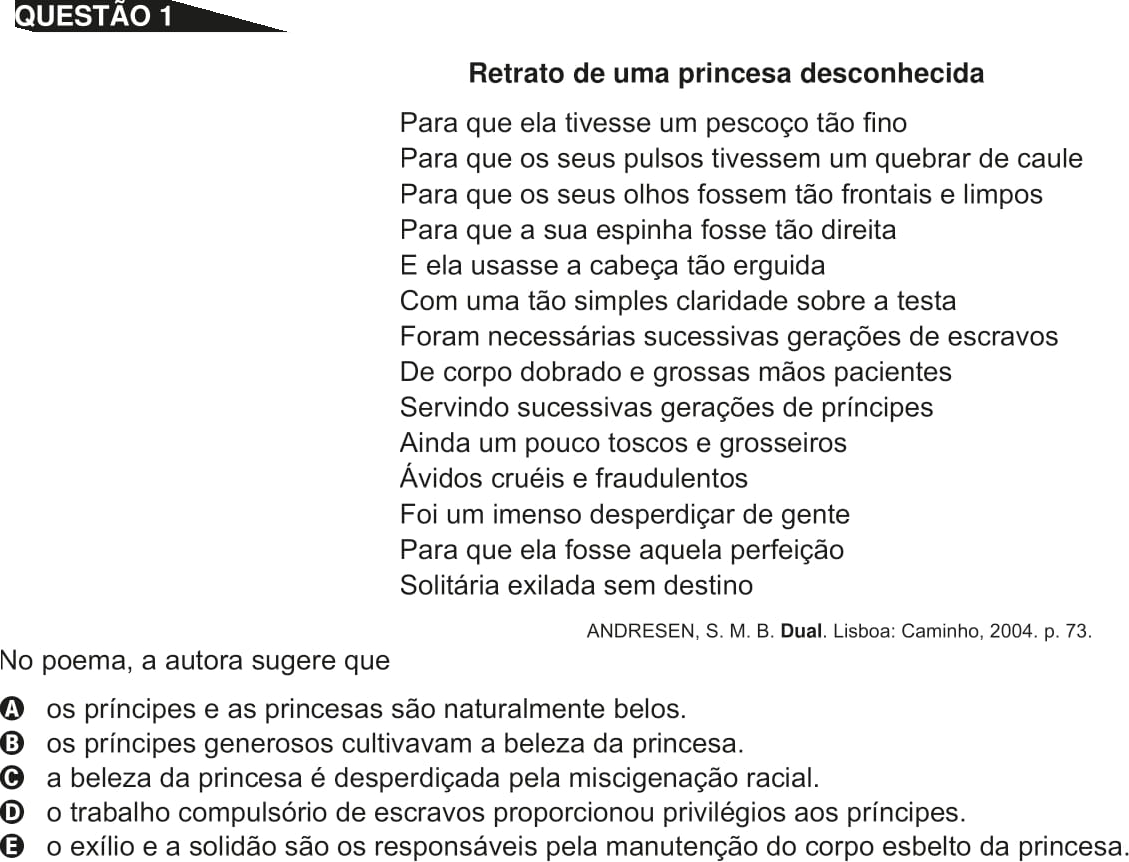 QUESTÃO 1
Retrato de uma princesa desconhecida
Para que ela tivesse um pescoço tão fino
Para que os seus pulsos tivessem um quebrar de caule
Para que os seus olhos fossem tão frontais e limpos
Para que a sua espinha fosse tão direita
E ela usasse a cabeça tão erguida
Com uma tão simples claridade sobre a testa
Foram necessárias sucessivas gerações de escravos
De corpo dobrado e grossas mãos pacientes
Servindo sucessivas gerações de príncipes
Ainda um pouco toscos e grosseiros
Ávidos cruéis e fraudulentos
Foi um imenso desperdiçar de gente
Para que ela fosse aquela perfeição
Solitária exilada sem destino
ANDRESEN, S. M. B. Dual. Lisboa: Caminho, 2004. p. 73.
No poema, a autora sugere que
A os príncipes e as princesas são naturalmente belos.
B os príncipes generosos cultivavam a beleza da princesa.
C a beleza da princesa é desperdiçada pela miscigenação racial.
D o trabalho compulsório de escravos proporcionou privilégios aos príncipes.
E o exílio e a solidão são os responsáveis pela manutenção do corpo esbelto da princesa.